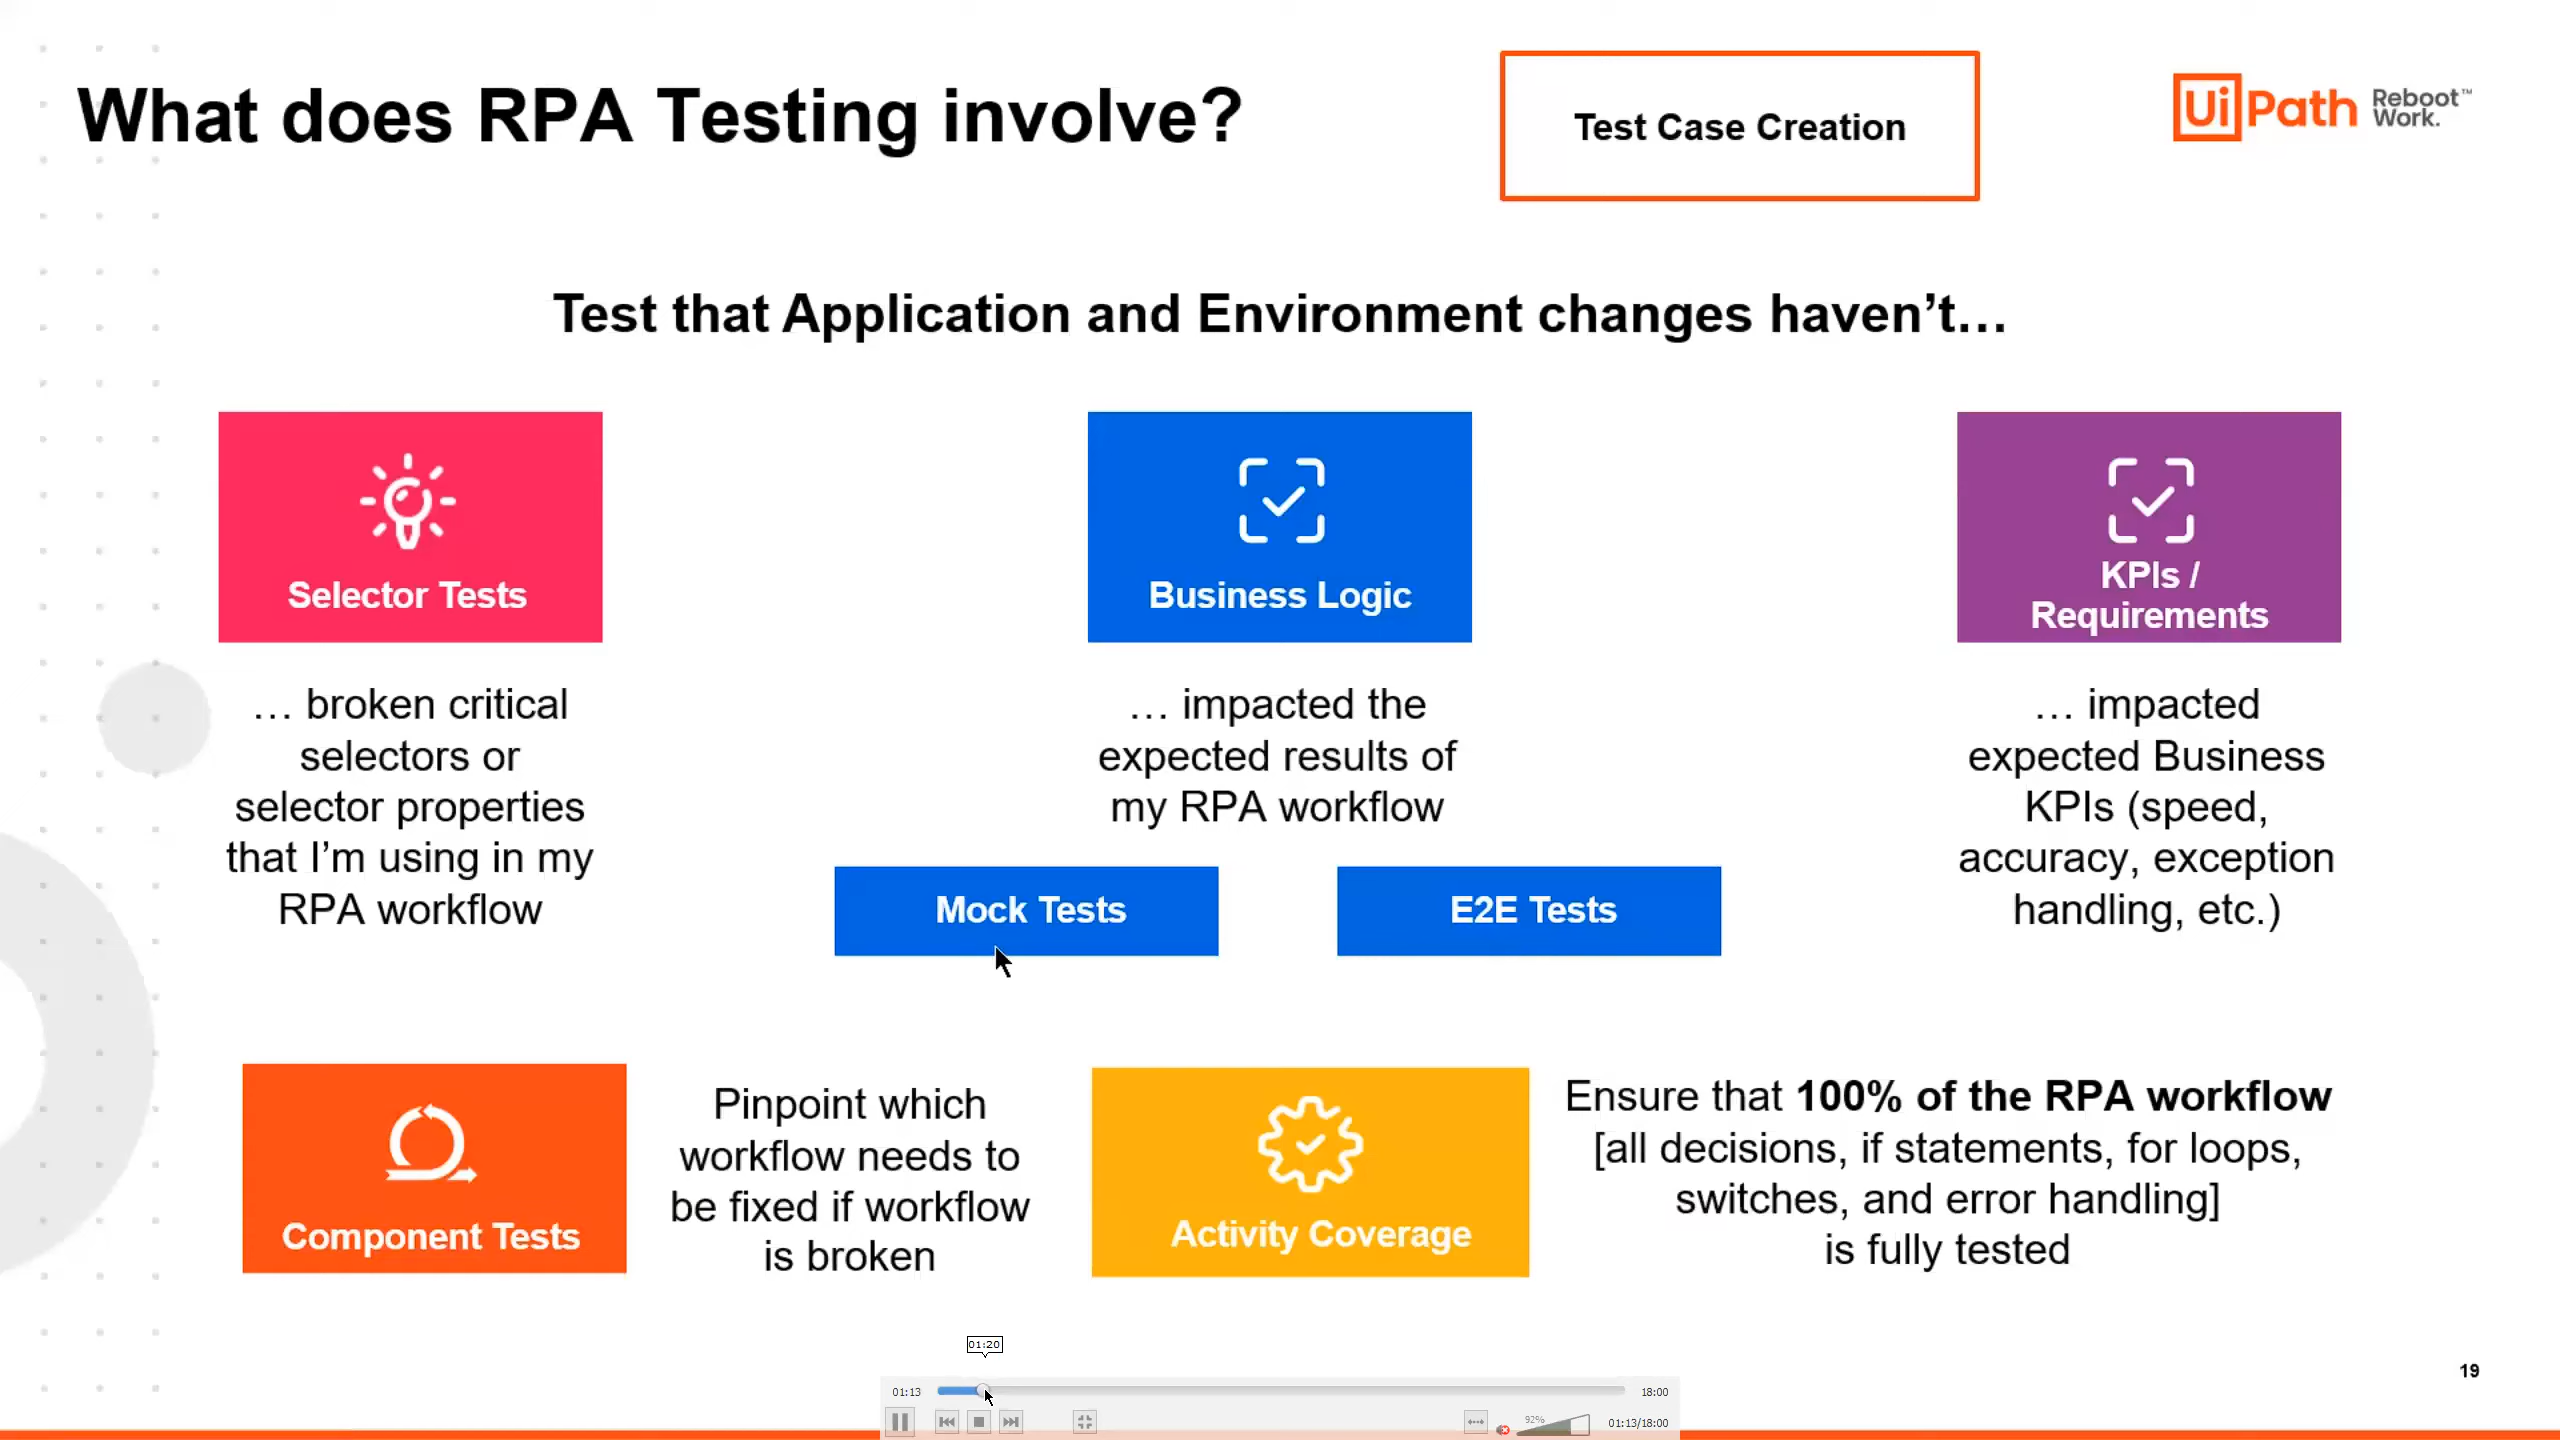 What does RPA Testing involve?
Test Case Creation
UiPath
Reboot™
Work.
Test that Application and Environment changes haven’t…
Selector Tests
… broken critical
selectors or
selector properties
that I’m using in my
RPA workflow
Business Logic
… impacted the
expected results of
my RPA workflow
Mock Tests
E2E Tests
KPIs /
Requirements
… impacted
expected Business
KPIs (speed,
accuracy, exception
handling, etc.)
Component Tests
Pinpoint which
workflow needs to
be fixed if workflow
is broken
Activity Coverage
Ensure that 100% of the RPA workflow
[all decisions, if statements, for loops,
switches, and error handling]
is fully tested
19
01:20
01:13
18:00
92%
01:13/18:00